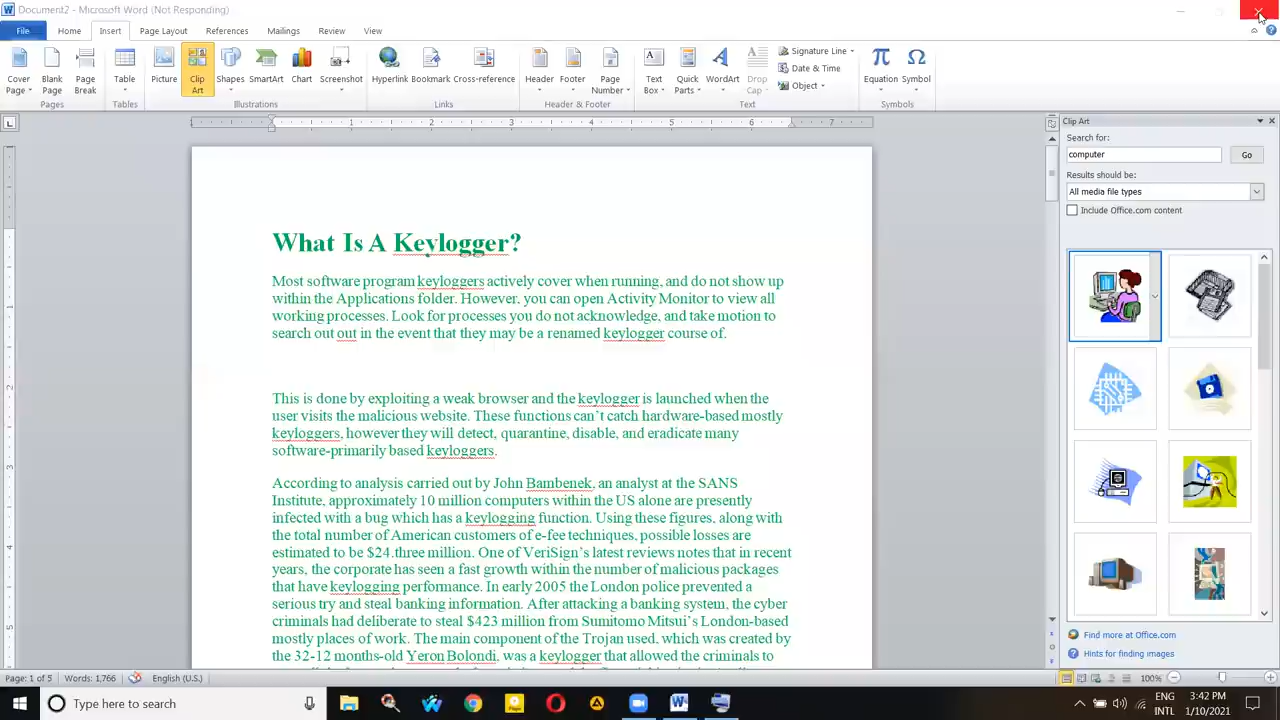 Document2 - Microsoft Word (Not Responding)
File Home Insert Page Layout References Mailings Review View
Cover Page Blank Page Page Break Table Picture Clip Art Shapes SmartArt Chart Screenshot Hyperlink Bookmark Cross-reference Header Footer Page Number Text Box Quick Parts WordArt Drop Cap Signature Line Date & Time Object Equation Symbol
Pages Tables Illustrations Links Header & Footer Text Symbols
1 2 3 4 5 6 7
What Is A Keylogger?
Most software program keyloggers actively cover when running, and do not show up
within the Applications folder. However, you can open Activity Monitor to view all
working processes. Look for processes you do not acknowledge, and take motion to
search out out in the event that they may be a renamed keylogger course of.
This is done by exploiting a weak browser and the keylogger is launched when the
user visits the malicious website. These functions can't catch hardware-based mostly
keyloggers, however they will detect, quarantine, disable, and eradicate many
software-primarily based keyloggers.
According to analysis carried out by John Bambenek, an analyst at the SANS
Institute, approximately 10 million computers within the US alone are presently
infected with a bug which has a keylogging function. Using these figures, along with
the total number of American customers of e-fee techniques, possible losses are
estimated to be $24.three million. One of VeriSign's latest reviews notes that in recent
years, the corporate has seen a fast growth within the number of malicious packages
that have keylogging performance. In early 2005 the London police prevented a
serious try and steal banking information. After attacking a banking system, the cyber
criminals had deliberate to steal $423 million from Sumitomo Mitsui's London-based
mostly places of work. The main component of the Trojan used, which was created by
the 32-12 months-old Yeron Bolondi, was a keylogger that allowed the criminals to
Clip Art
Search for:
computer Go
Results should be:
All media file types
Include Office.com content
Find more at Office.com
Hints for finding images
Page: 1 of 5 Words: 1,766 English (U.S.) 100%
Type here to search
ENG
INTL
3:42 PM
1/10/2021